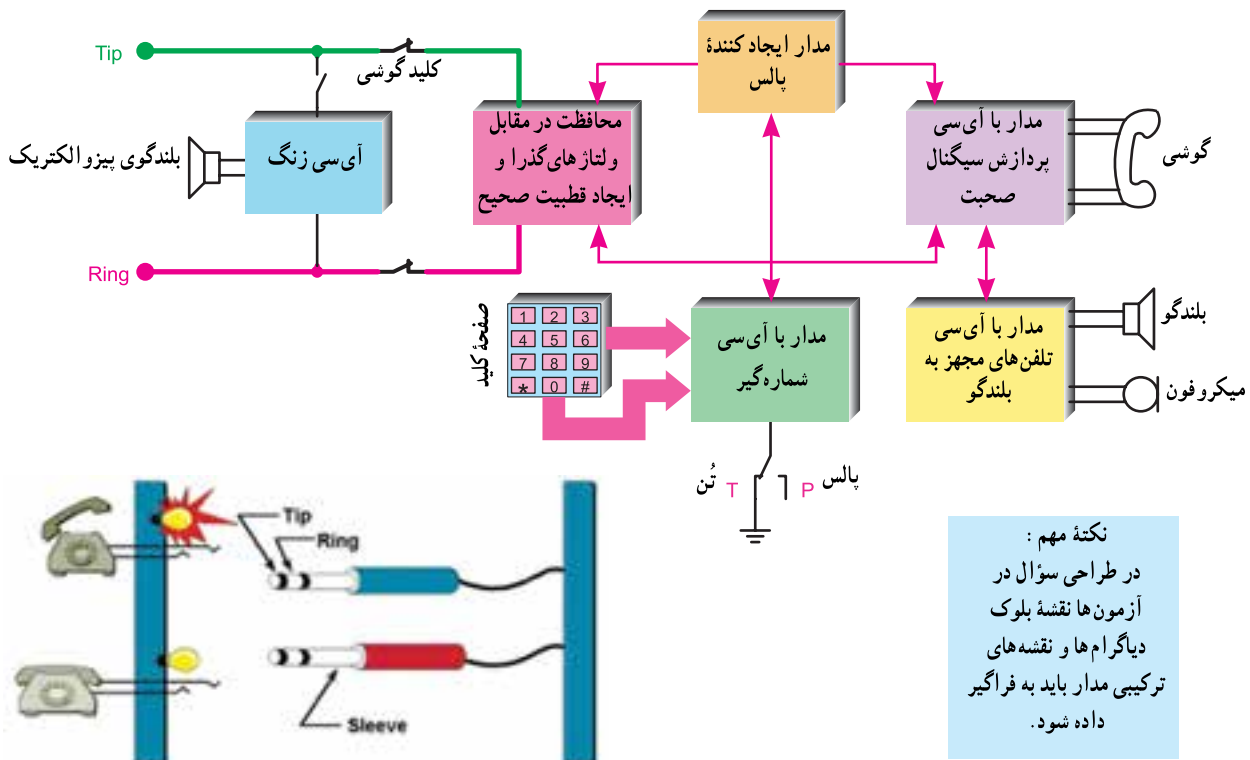 Tip
کلید گوشی
مدار ایجاد کنندهٔ
پالس
آی‌سی زنگ
بلندگوی پیزو الکتریک
محافظت در مقابل
ولتاژهای‌گذرا و
ایجاد قطبیت صحیح
مدار با آی‌سی
پردازش سیگنال
صحبت
گوشی
Ring
صفحهٔ کلید
1 2 3
4 5 6
7 8 9
* 0 #
مدار با آی‌سی
شماره‌گیر
مدار با آی‌سی
تلفن‌های مجهز به
بلندگو
بلندگو
میکروفون
تُن T P پالس
Tip
Ring
Sleeve
نکتهٔ مهم :
در طراحی سؤال در
آزمون‌ها نقشهٔ بلوک
دیاگرام‌ها و نقشه‌های
ترکیبی مدار باید به فراگیر
داده شود.